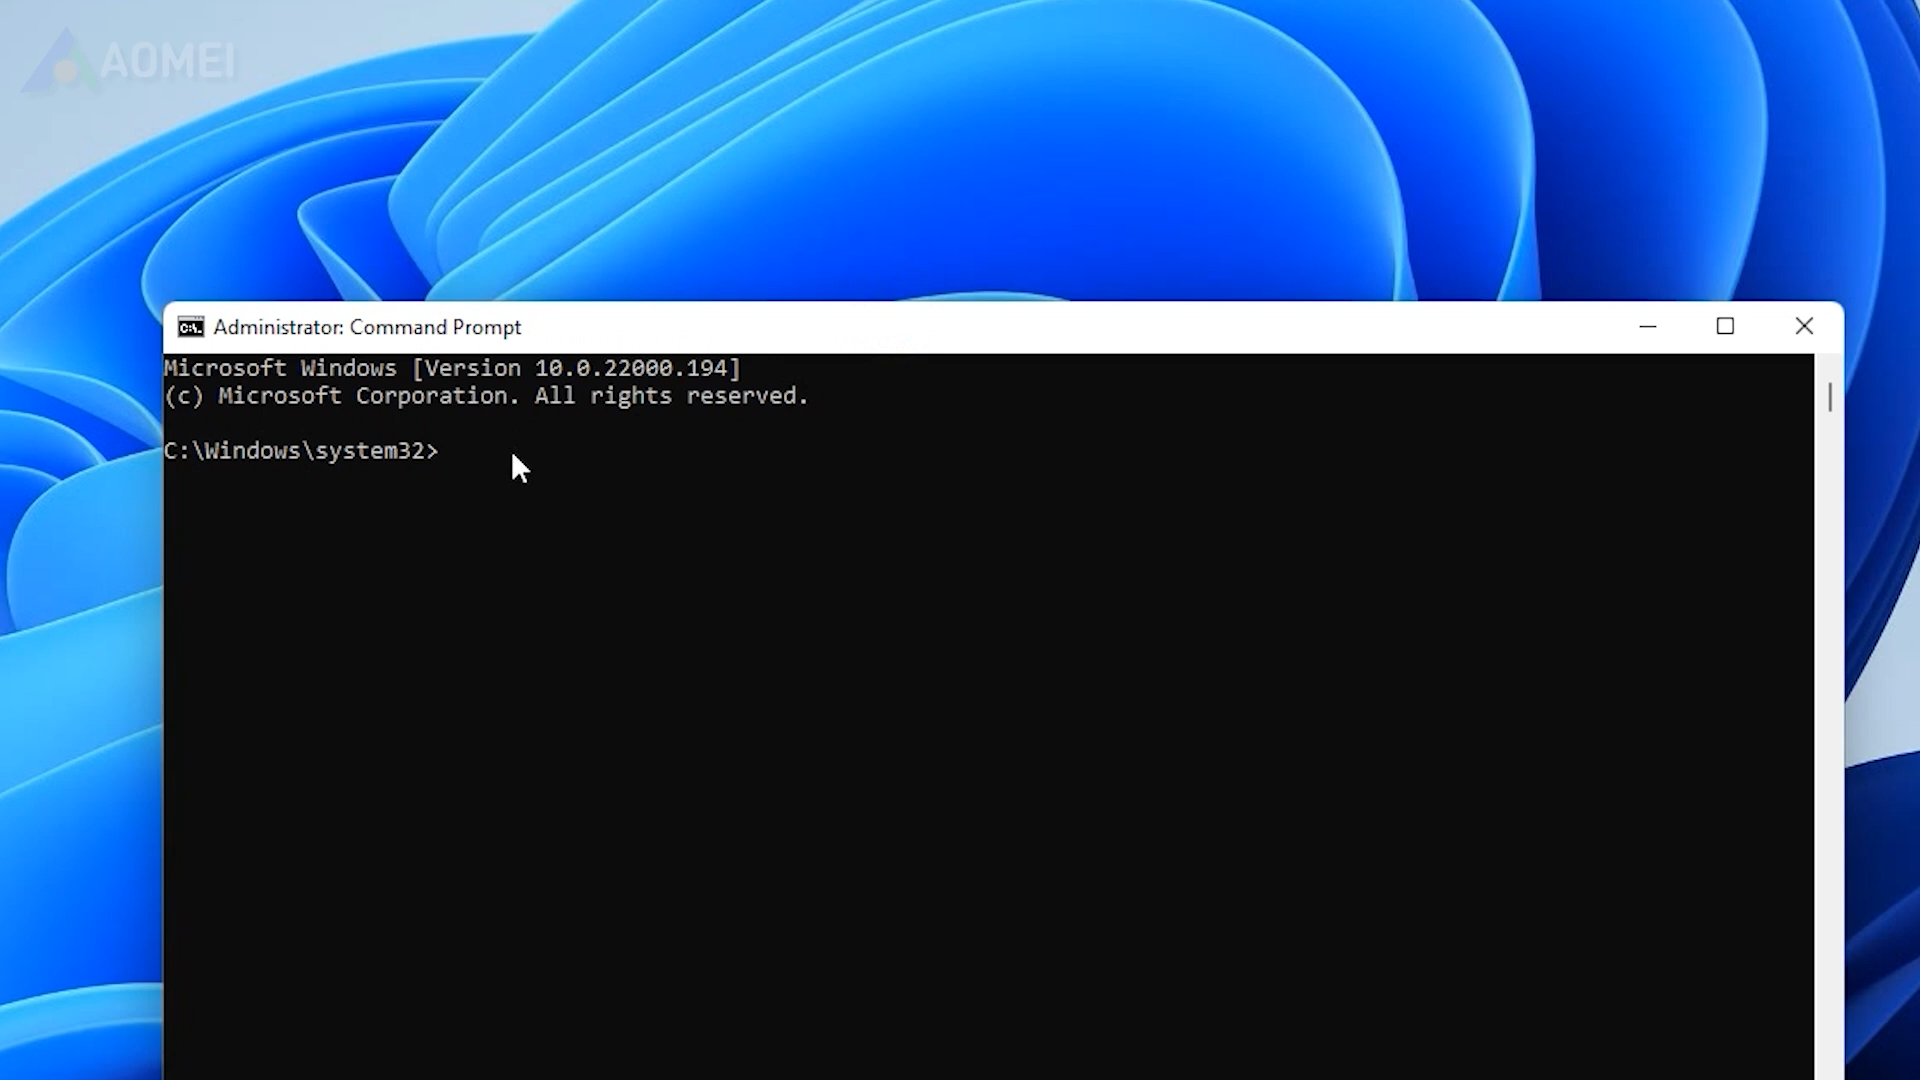 AOMEI
Administrator: Command Prompt
Microsoft Windows [Version 10.0.22000.194]
(c) Microsoft Corporation. All rights reserved.
C:\Windows\system32>